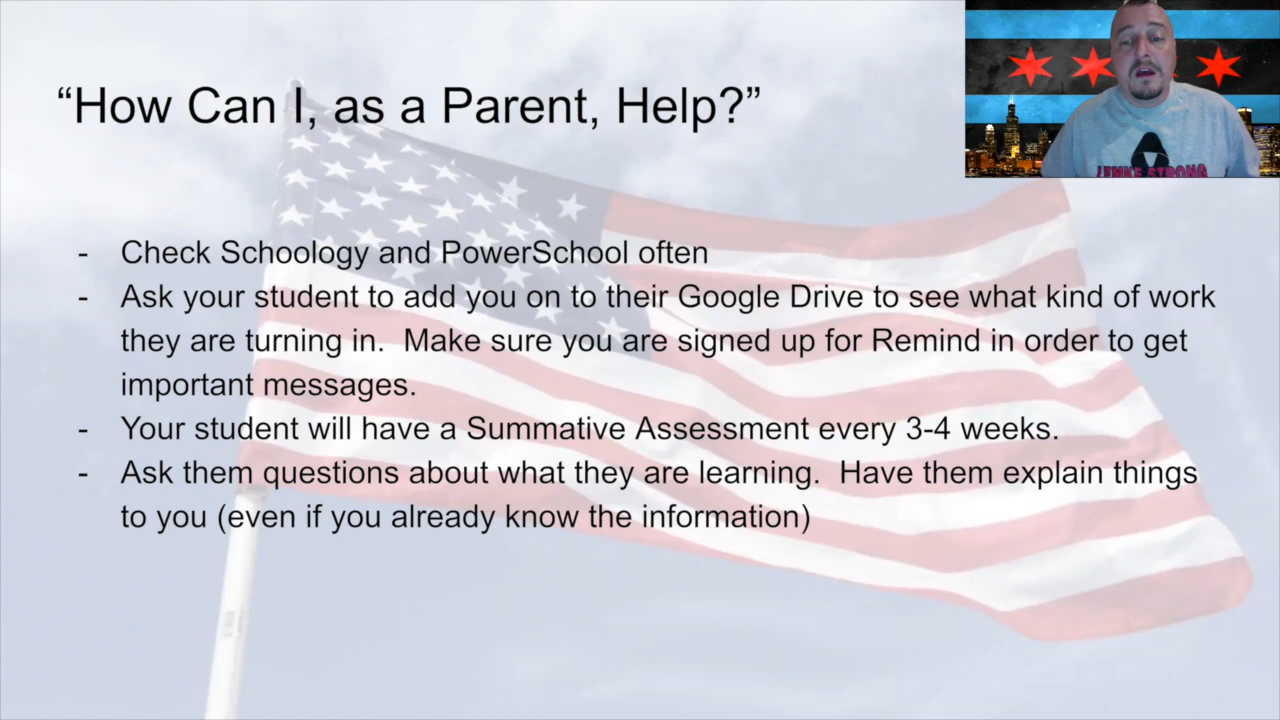 “How Can I, as a Parent, Help?”
- Check Schoology and PowerSchool often
- Ask your student to add you on to their Google Drive to see what kind of work
they are turning in.  Make sure you are signed up for Remind in order to get
important messages.
- Your student will have a Summative Assessment every 3-4 weeks.
- Ask them questions about what they are learning.  Have them explain things
to you (even if you already know the information)
LEMKE STRONG